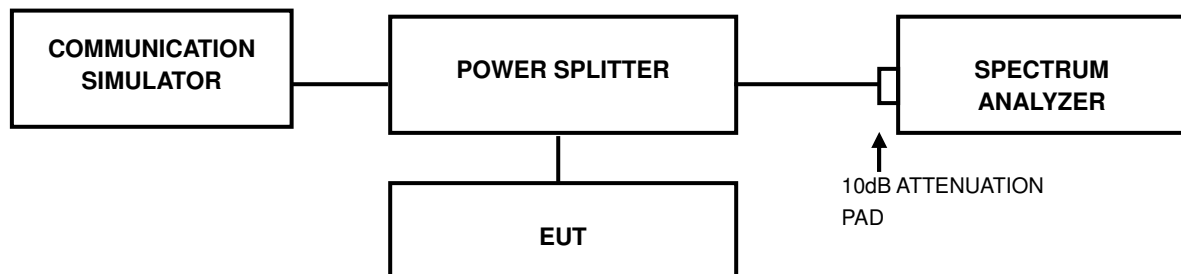 COMMUNICATION
SIMULATOR
POWER SPLITTER
SPECTRUM
ANALYZER
10dB ATTENUATION
PAD
EUT